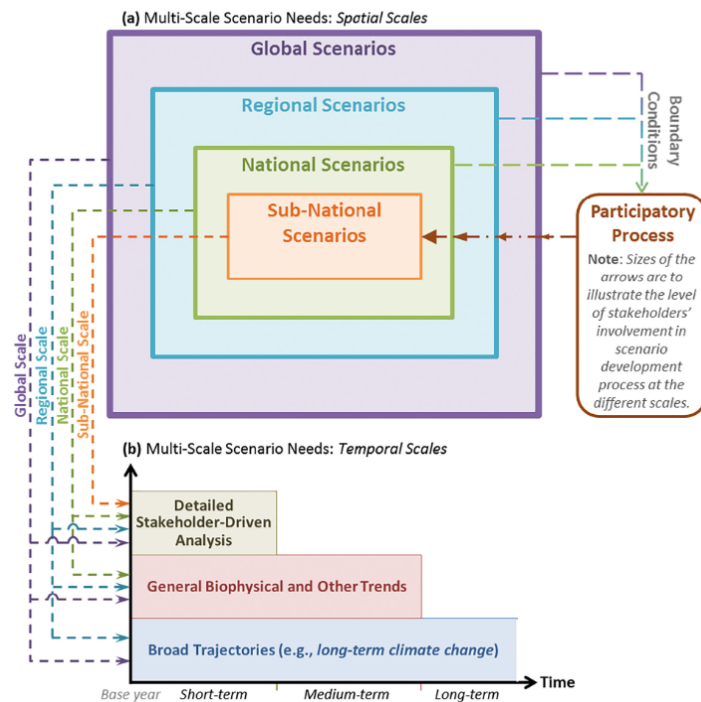 (a) Multi-Scale Scenario Needs: Spatial Scales
Global Scenarios
Regional Scenarios
National Scenarios
Sub-National
Scenarios
Boundary
Conditions
Participatory
Process
Note: Sizes of the
arrows are to
illustrate the level
of stakeholders'
involvement in
scenario
development
process at the
different scales.
Global Scale
Regional Scale
National Scale
Sub-National Scale
(b) Multi-Scale Scenario Needs: Temporal Scales
Detailed
Stakeholder-Driven
Analysis
General Biophysical and Other Trends
Broad Trajectories (e.g., long-term climate change)
Time
Base year
Short-term
Medium-term
Long-term